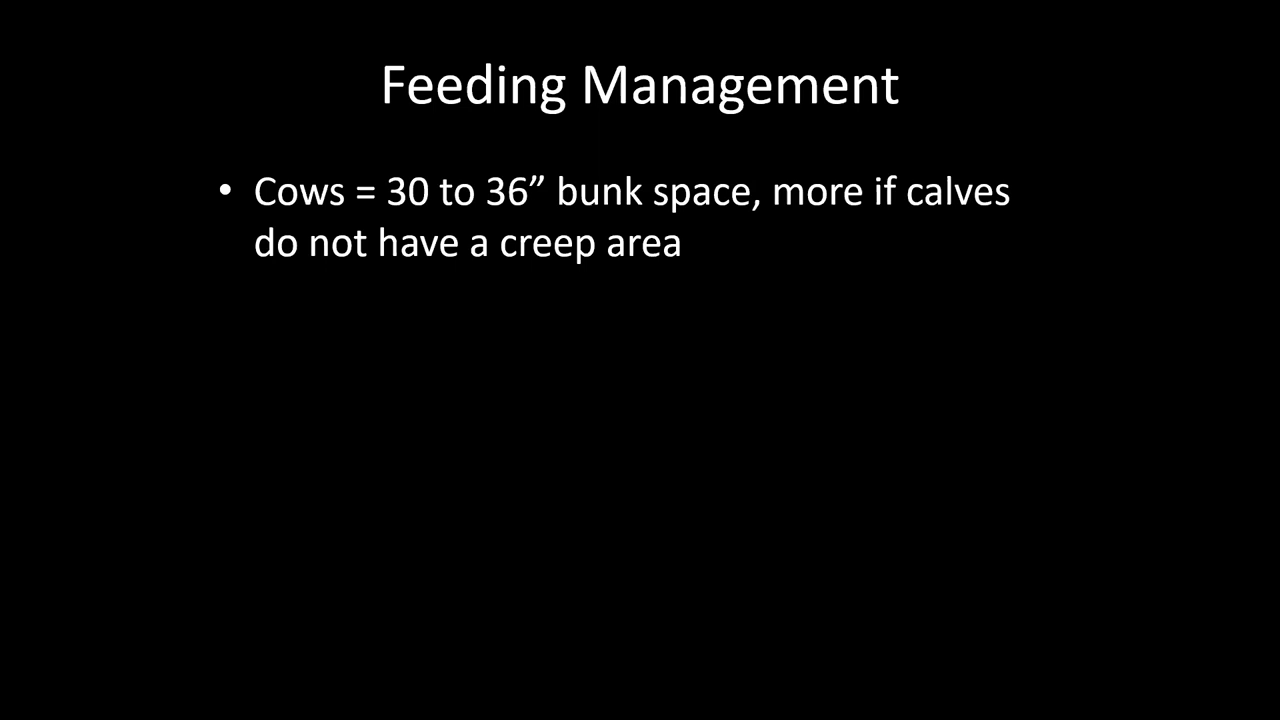 Feeding Management
• Cows = 30 to 36” bunk space, more if calves
do not have a creep area